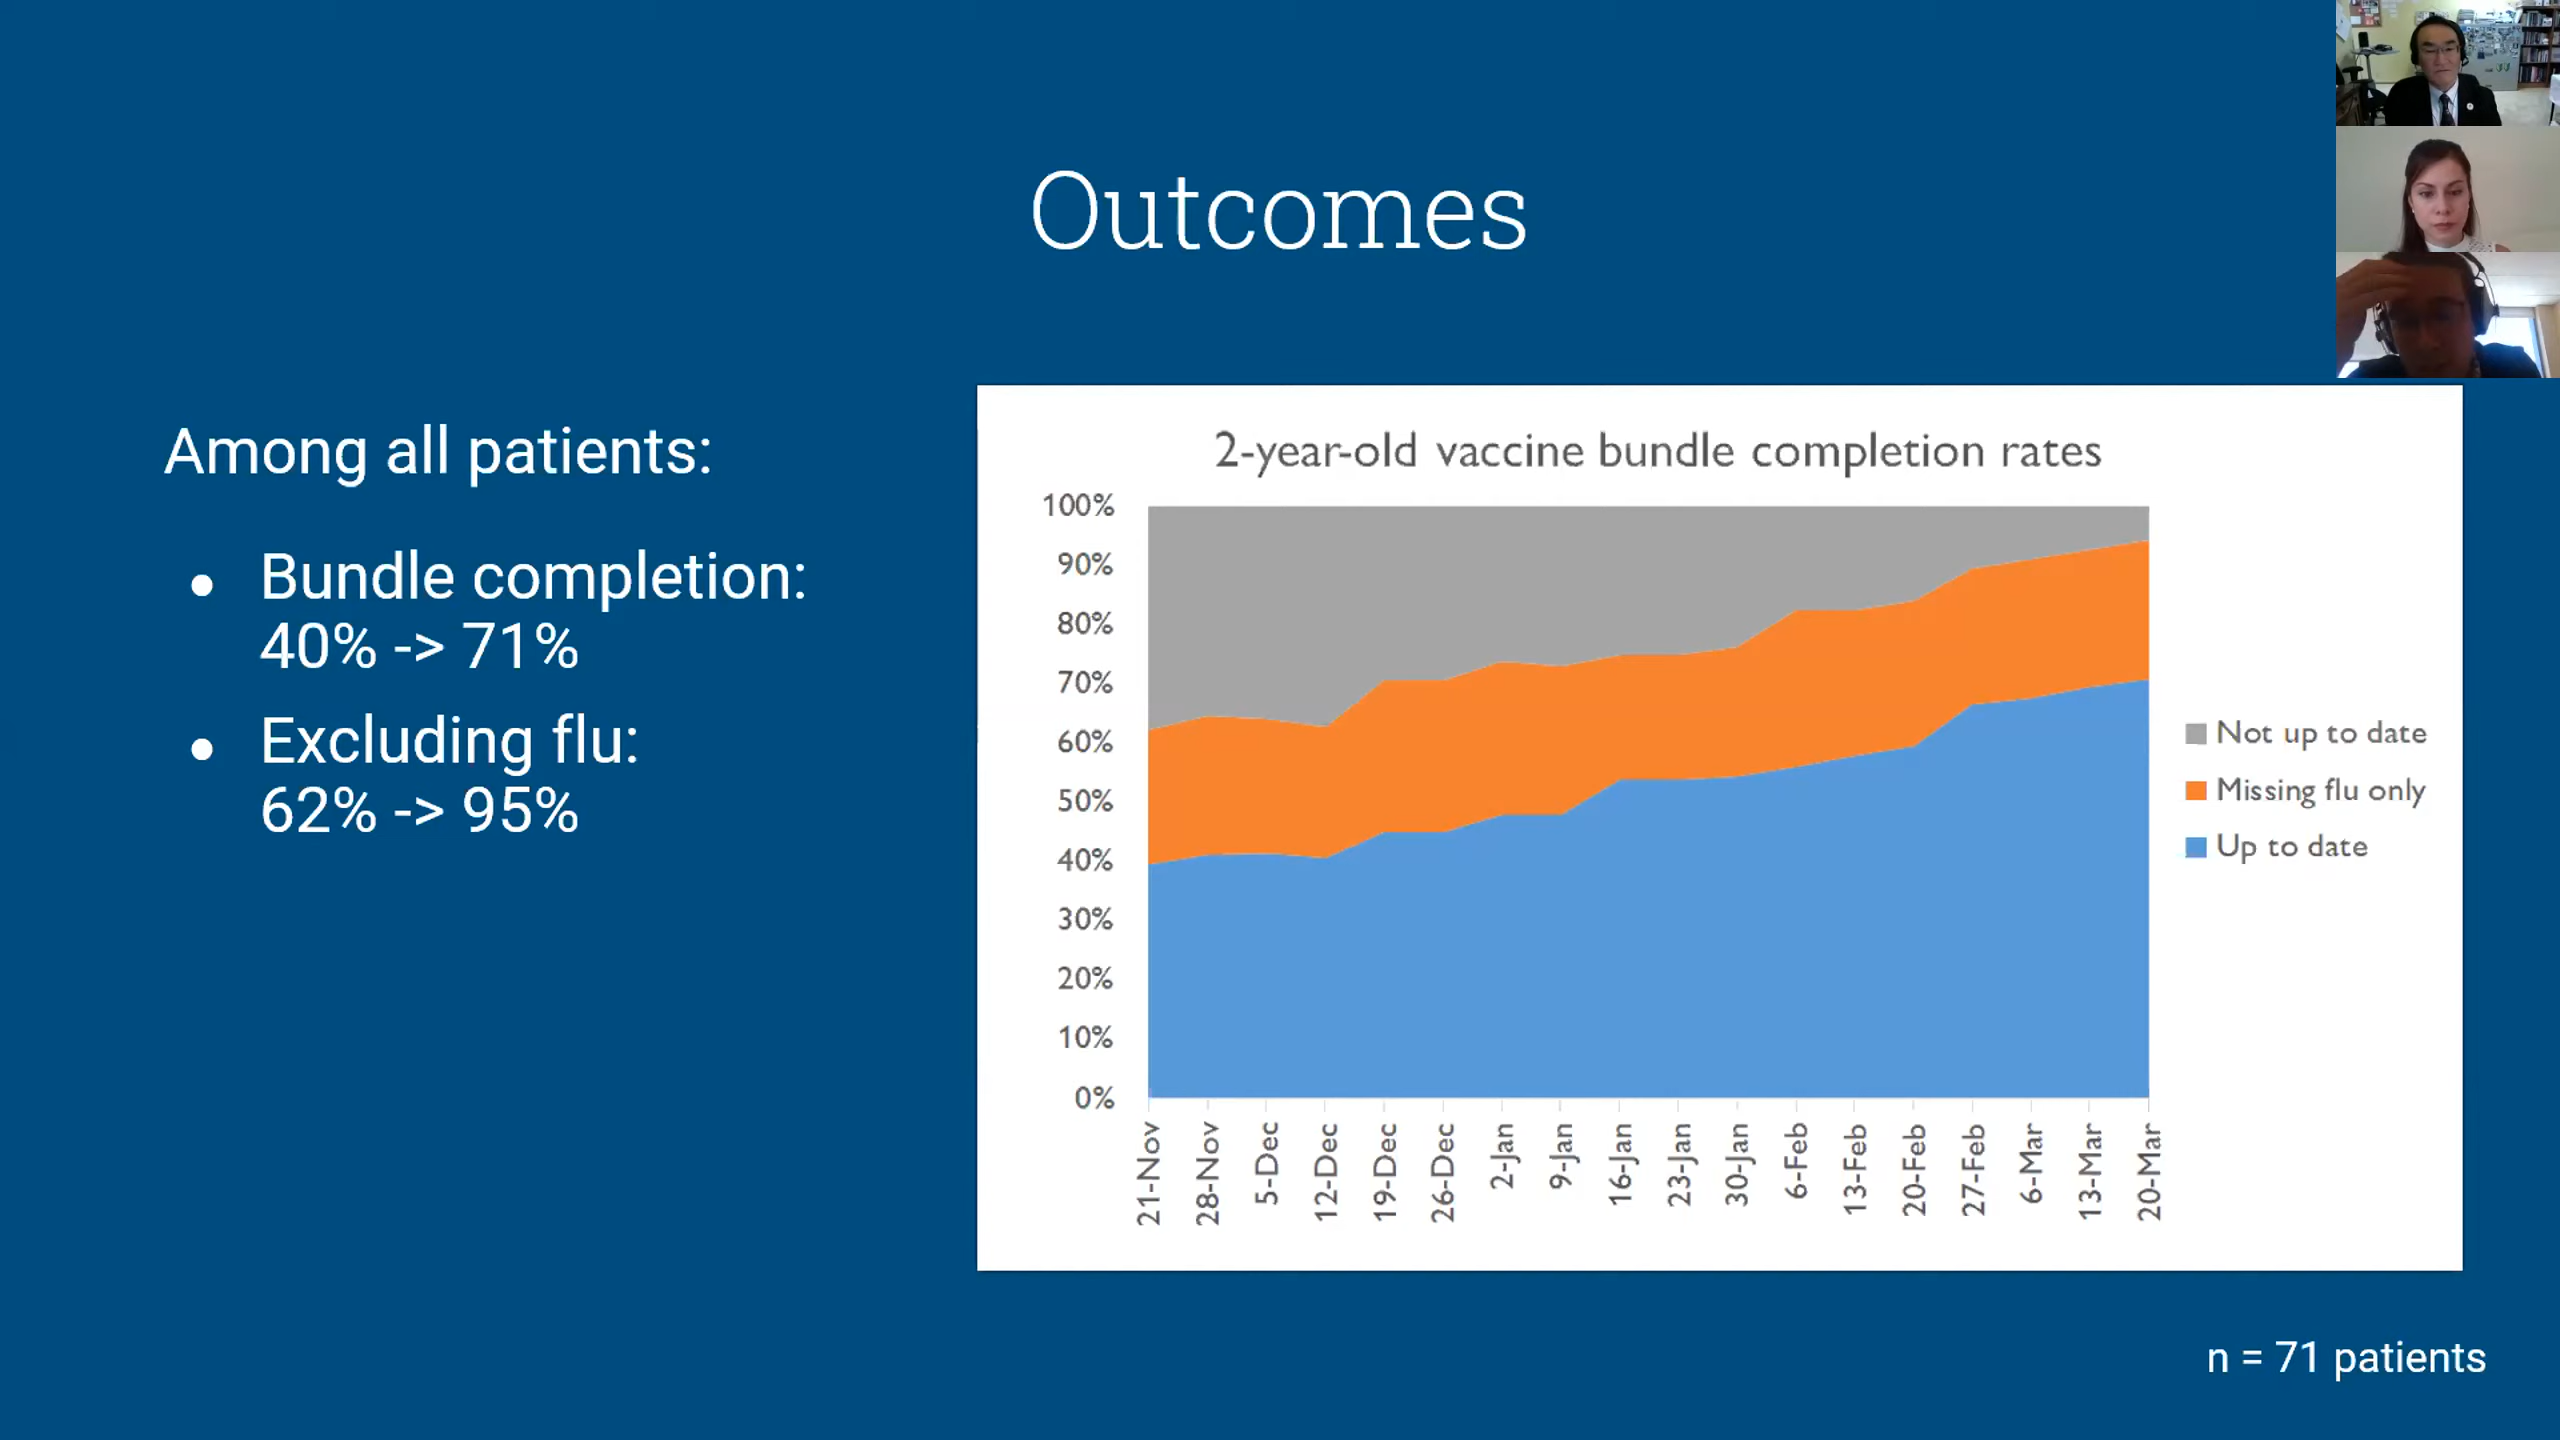 Outcomes
Among all patients:
Bundle completion:
40% -> 71%
Excluding flu:
62% -> 95%
2-year-old vaccine bundle completion rates
100%
90%
80%
70%
60%
50%
40%
30%
20%
10%
0%
21-Nov
28-Nov
5-Dec
12-Dec
19-Dec
26-Dec
2-Jan
9-Jan
16-Jan
23-Jan
30-Jan
6-Feb
13-Feb
20-Feb
27-Feb
6-Mar
13-Mar
20-Mar
Not up to date
Missing flu only
Up to date
n = 71 patients